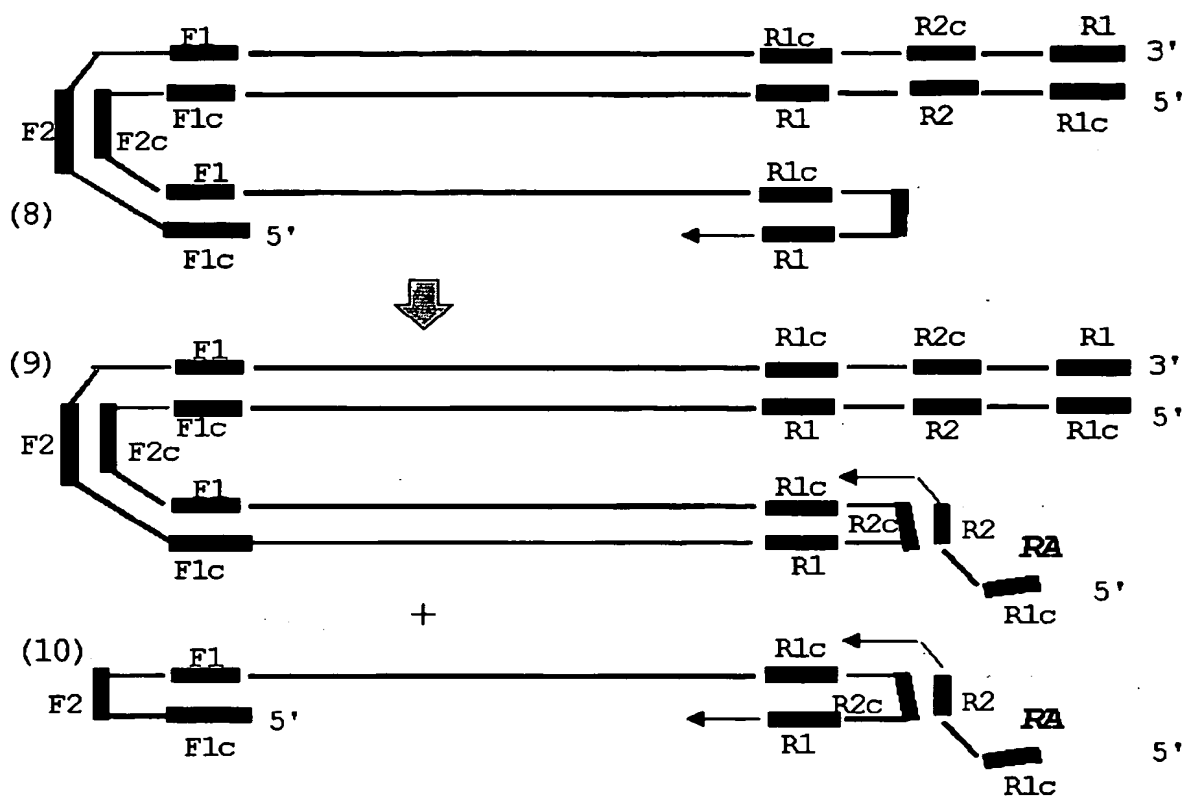 F1 R1c R2c R1 3'
F1c R1 R2 R1c 5'
F2 F2c
F1 R1c
(8) F1c 5' R1
(9) F1 R1c R2c R1 3'
F1c R1 R2 R1c 5'
F2 F2c
F1 R1c R2c R2 RA
F1c R1 R1c 5'
+
(10) F1 R1c
F2 R2c R2 RA
F1c 5' R1 R1c 5'